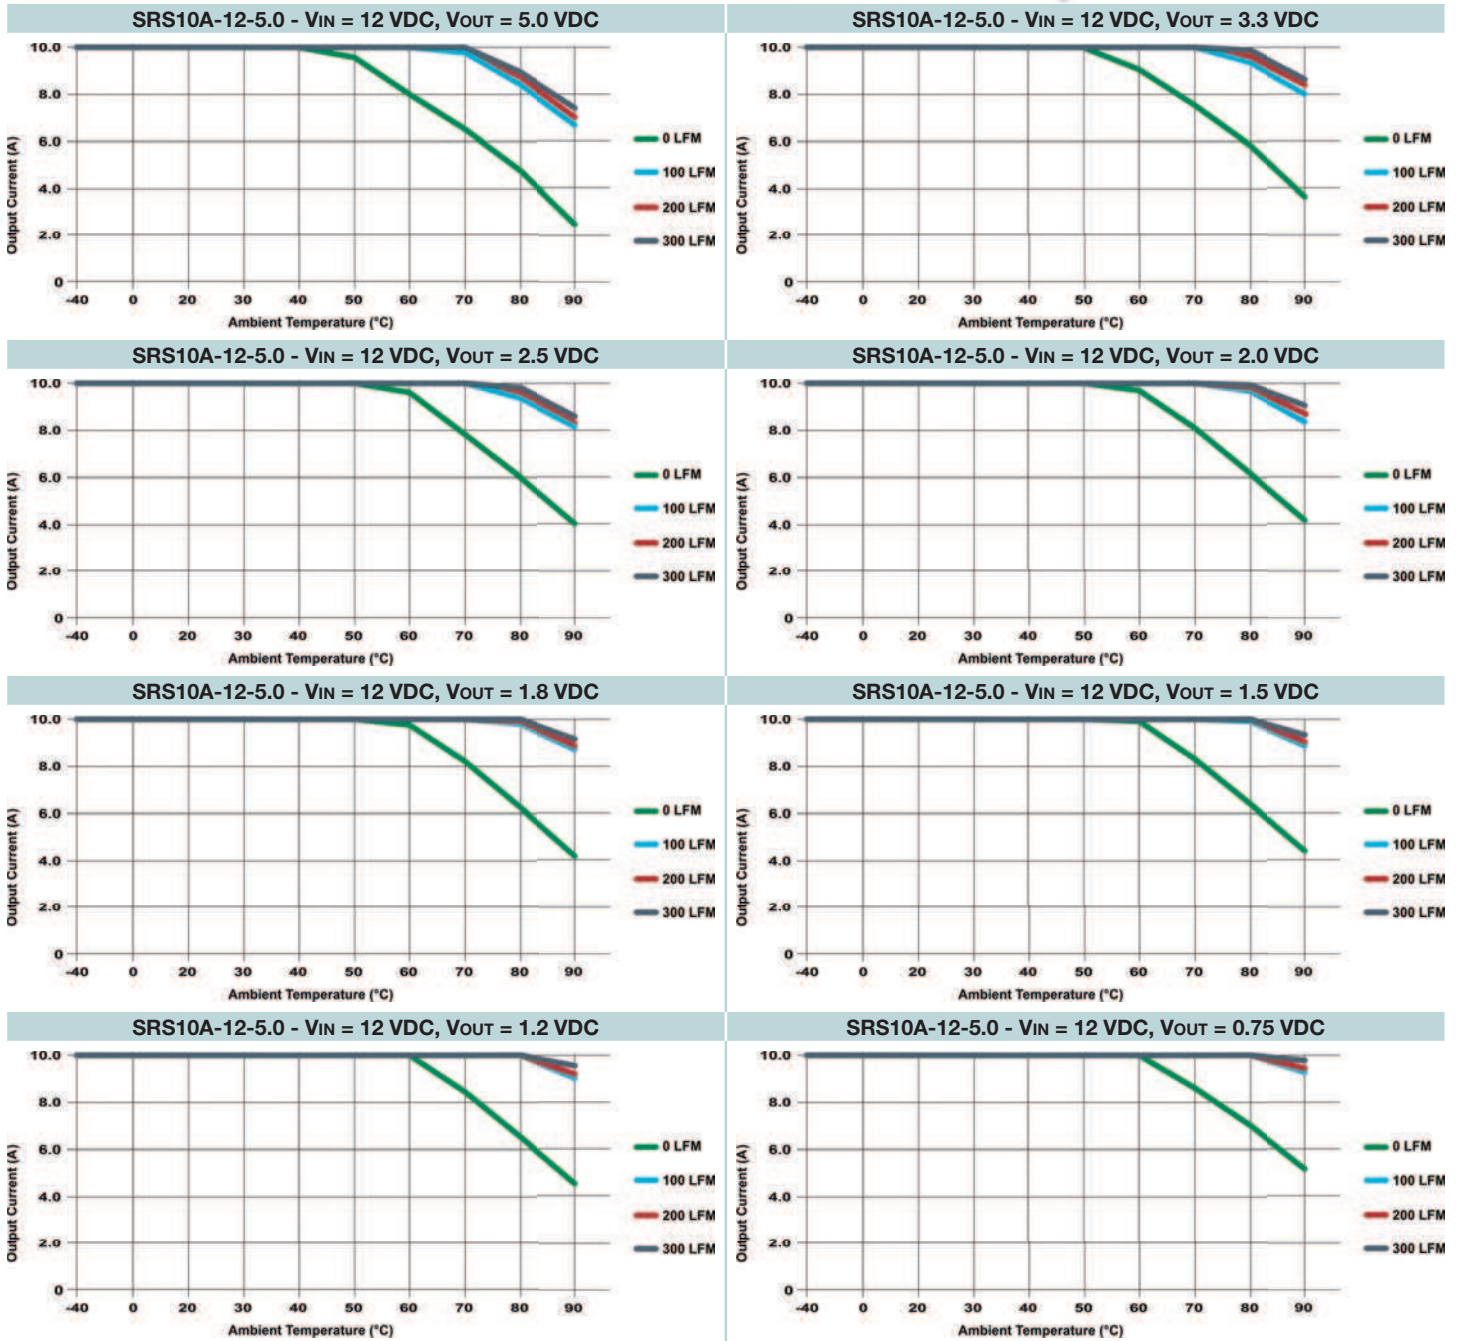 SRS10A-12-5.0 - VIN = 12 VDC, VOUT = 5.0 VDC
10.0
8.0
6.0
4.0
2.0
0
Output Current (A)
-40 0 20 30 40 50 60 70 80 90
Ambient Temperature (°C)
0 LFM
100 LFM
200 LFM
300 LFM
SRS10A-12-5.0 - VIN = 12 VDC, VOUT = 3.3 VDC
10.0
8.0
6.0
4.0
2.0
0
Output Current (A)
-40 0 20 30 40 50 60 70 80 90
Ambient Temperature (°C)
0 LFM
100 LFM
200 LFM
300 LFM
SRS10A-12-5.0 - VIN = 12 VDC, VOUT = 2.5 VDC
10.0
8.0
6.0
4.0
2.0
0
Output Current (A)
-40 0 20 30 40 50 60 70 80 90
Ambient Temperature (°C)
0 LFM
100 LFM
200 LFM
300 LFM
SRS10A-12-5.0 - VIN = 12 VDC, VOUT = 2.0 VDC
10.0
8.0
6.0
4.0
2.0
0
Output Current (A)
-40 0 20 30 40 50 60 70 80 90
Ambient Temperature (°C)
0 LFM
100 LFM
200 LFM
300 LFM
SRS10A-12-5.0 - VIN = 12 VDC, VOUT = 1.8 VDC
10.0
8.0
6.0
4.0
2.0
0
Output Current (A)
-40 0 20 30 40 50 60 70 80 90
Ambient Temperature (°C)
0 LFM
100 LFM
200 LFM
300 LFM
SRS10A-12-5.0 - VIN = 12 VDC, VOUT = 1.5 VDC
10.0
8.0
6.0
4.0
2.0
0
Output Current (A)
-40 0 20 30 40 50 60 70 80 90
Ambient Temperature (°C)
0 LFM
100 LFM
200 LFM
300 LFM
SRS10A-12-5.0 - VIN = 12 VDC, VOUT = 1.2 VDC
10.0
8.0
6.0
4.0
2.0
0
Output Current (A)
-40 0 20 30 40 50 60 70 80 90
Ambient Temperature (°C)
0 LFM
100 LFM
200 LFM
300 LFM
SRS10A-12-5.0 - VIN = 12 VDC, VOUT = 0.75 VDC
10.0
8.0
6.0
4.0
2.0
0
Output Current (A)
-40 0 20 30 40 50 60 70 80 90
Ambient Temperature (°C)
0 LFM
100 LFM
200 LFM
300 LFM